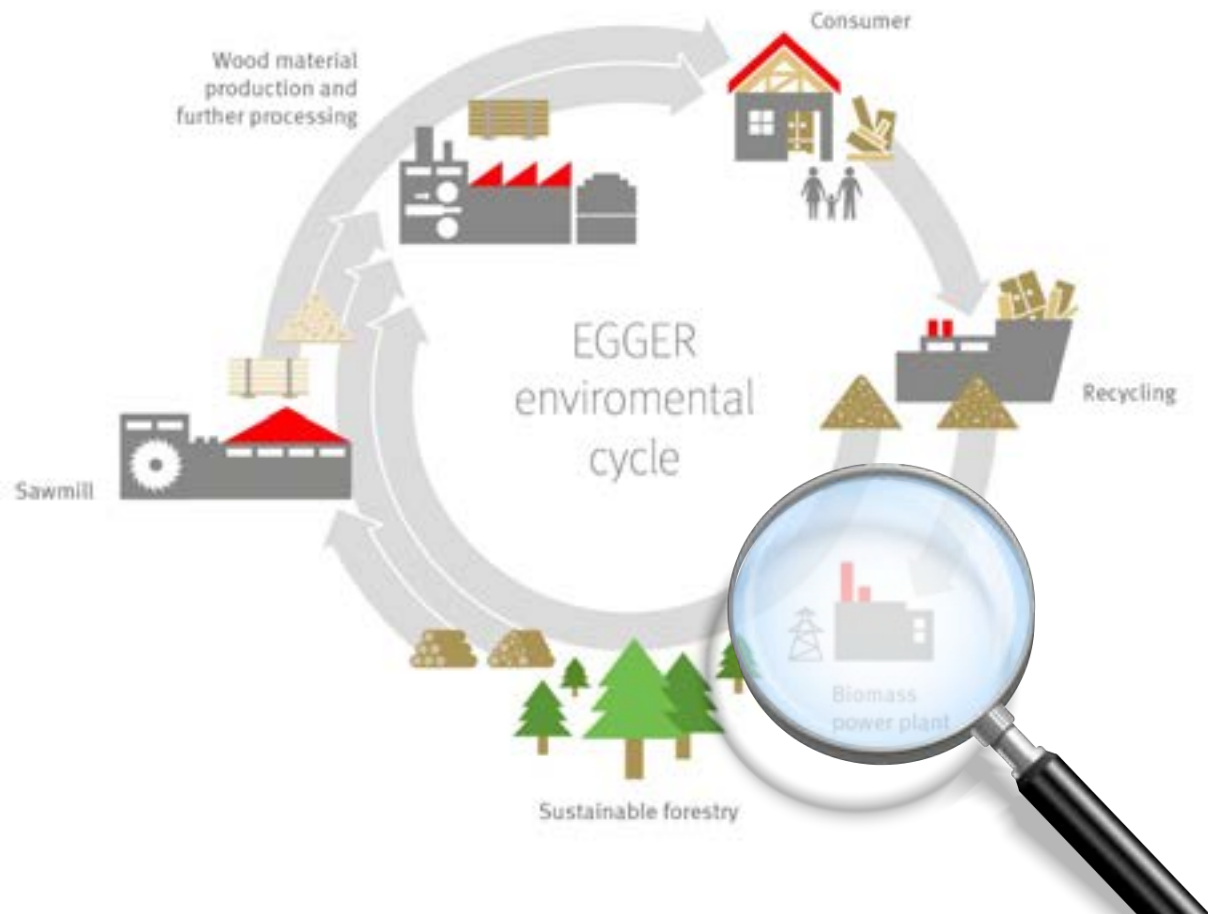 Consumer
Wood material
production and
further processing
EGGER
enviromental
cycle
Recycling
Sawmill
Biomass
power plant
Sustainable forestry